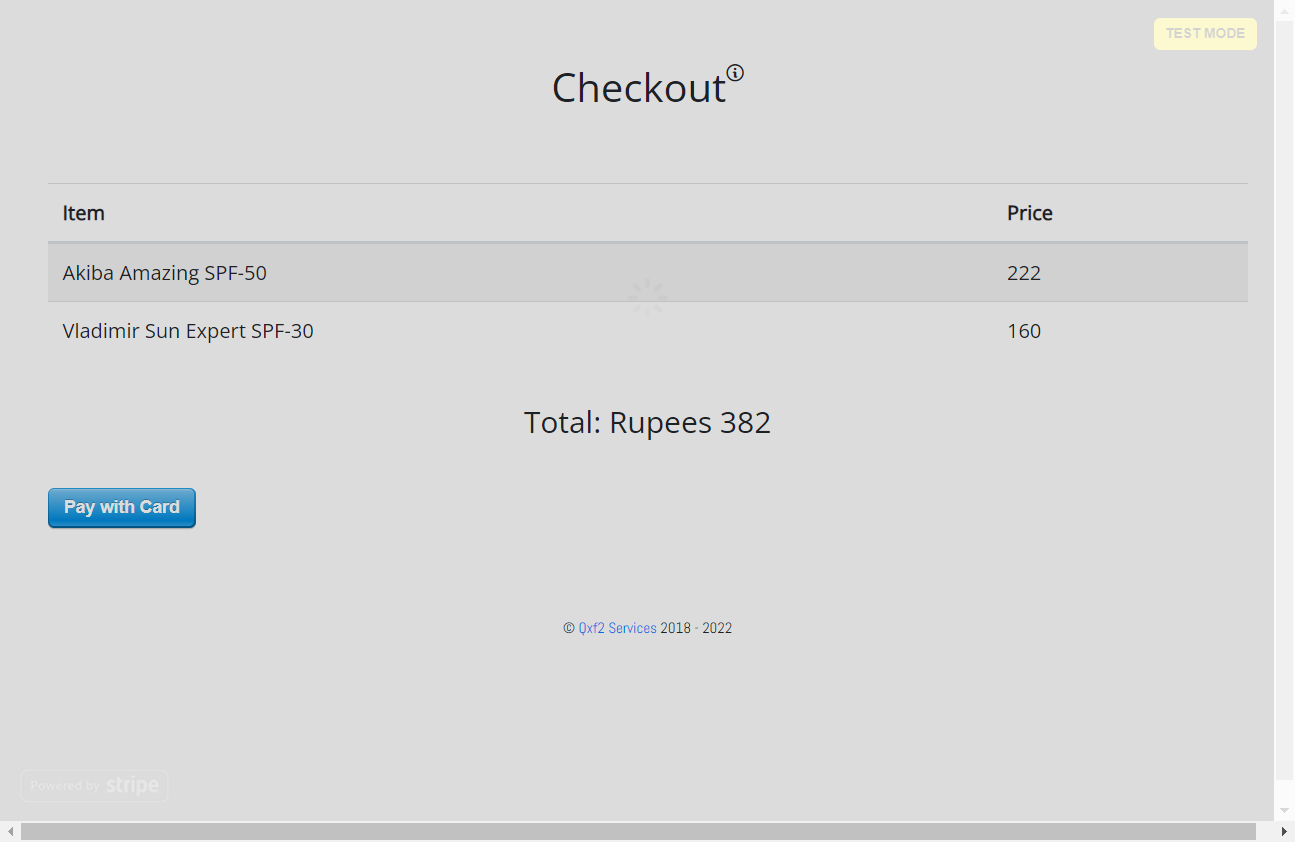 TEST MODE
Checkout
Item Price
Akiba Amazing SPF-50 222
Vladimir Sun Expert SPF-30 160
Total: Rupees 382
Pay with Card
© Qxf2 Services 2018 - 2022
Powered by stripe